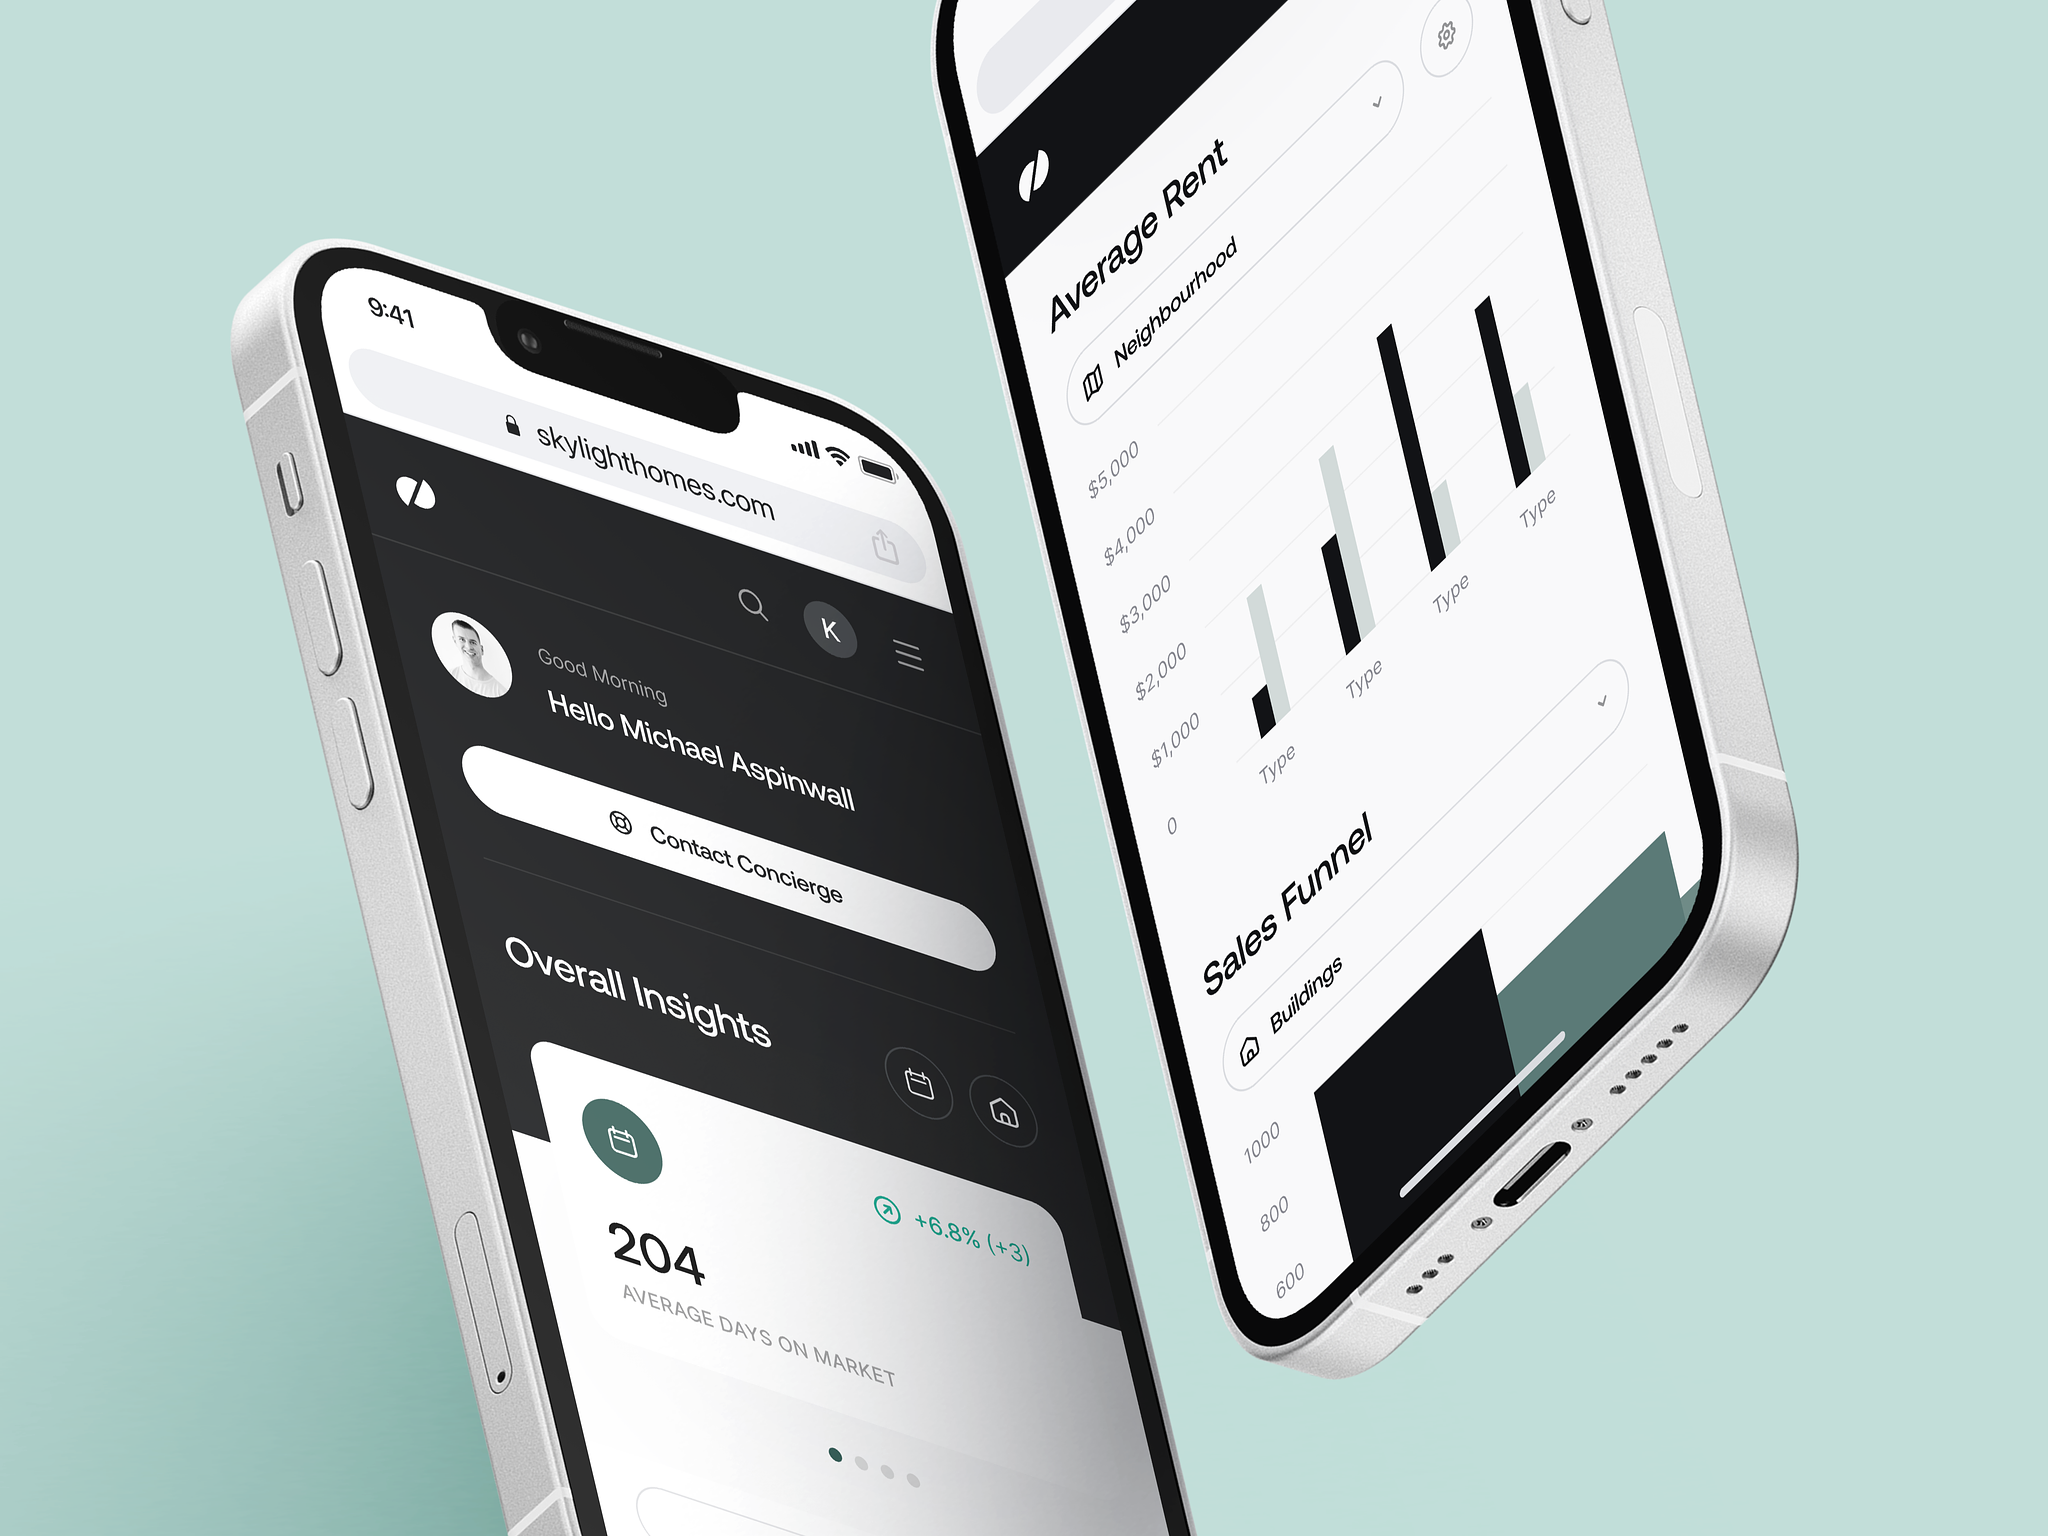 9:41
skylighthomes.com
K
Good Morning
Hello Michael Aspinwall
Contact Concierge
Overall Insights
+6.8% (+3)
204
AVERAGE DAYS ON MARKET
Average Rent
Neighbourhood
$5,000
$4,000
$3,000
$2,000
$1,000
0
Type
Type
Type
Type
Sales Funnel
Buildings
1000
800
600